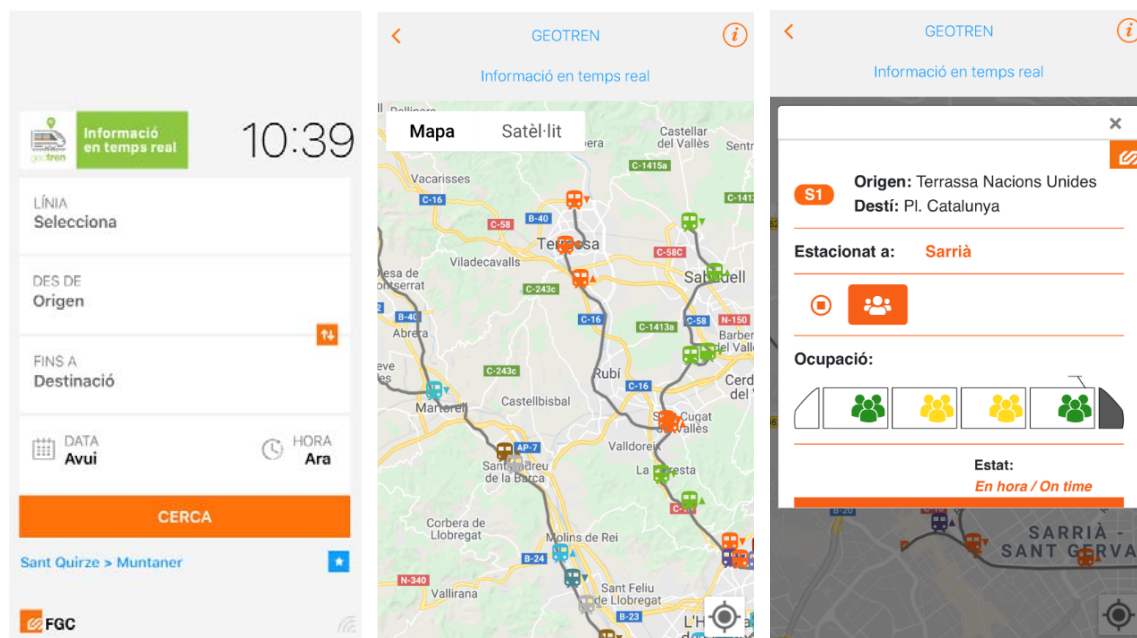 Informació
en temps real
geotren
10:39
LÍNIA
Selecciona
DES DE
Origen
FINS A
Destinació
DATA
Avui
HORA
Ara
CERCA
Sant Quirze > Muntaner
FGC
GEOTREN
Informació en temps real
Mapa
Satèl·lit
Castellar
del Vallès
C-1415a
Vacarisses
C-16
B-40
C-58
Terrassa
C-58C
Viladecavalls
Sabadell
C-243c
C-16
C-1413a
C-58
N-150
B-40
Abrera
Rubí
C-243c
C-16
Martorell
Castellbisbal
Sant Cugat
del Vallès
AP-7
Valldoreix
Sant Andreu
de la Barca
La Floresta
Corbera de
Llobregat
Molins de Rei
B-24
N-340
Vallirana
Sant Feliu
de Llobregat
B-23
GEOTREN
Informació en temps real
S1
Origen: Terrassa Nacions Unides
Destí: Pl. Catalunya
Estacionat a: Sarrià
Ocupació:
Estat:
En hora / On time
B-20
SARRIÀ -
SANT GERVA